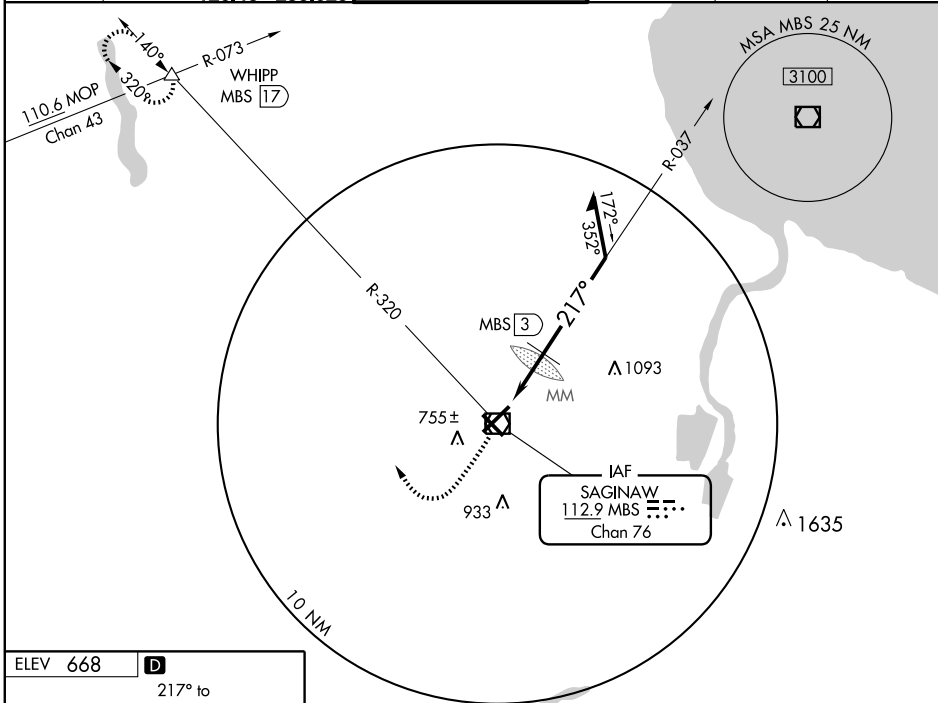 140°
R-073
320°
WHIPP
MBS 17
110.6 MOP
Chan 43
MSA MBS 25 NM
3100
R-037
172°
352°
217°
R-320
MBS 3
1093
MM
755±
IAF
SAGINAW
112.9 MBS
Chan 76
933
1635
10 NM
ELEV 668
D
217° to